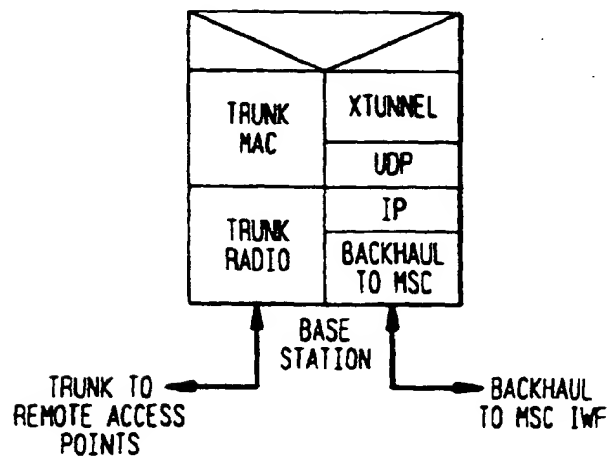 TRUNK
MAC
XTUNNEL
UDP
TRUNK
RADIO
IP
BACKHAUL
TO MSC
BASE
STATION
TRUNK TO
REMOTE ACCESS
POINTS
BACKHAUL
TO MSC IWF